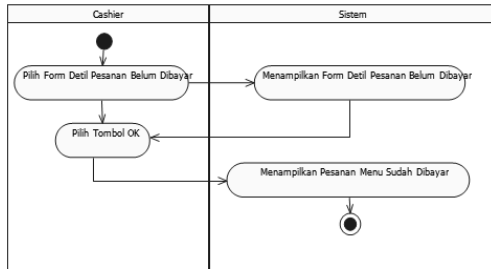 Cashier
Sistem
Pilih Form Detil Pesanan Belum Dibayar
Menampilkan Form Detil Pesanan Belum Dibayar
Pilih Tombol OK
Menampilkan Pesanan Menu Sudah Dibayar